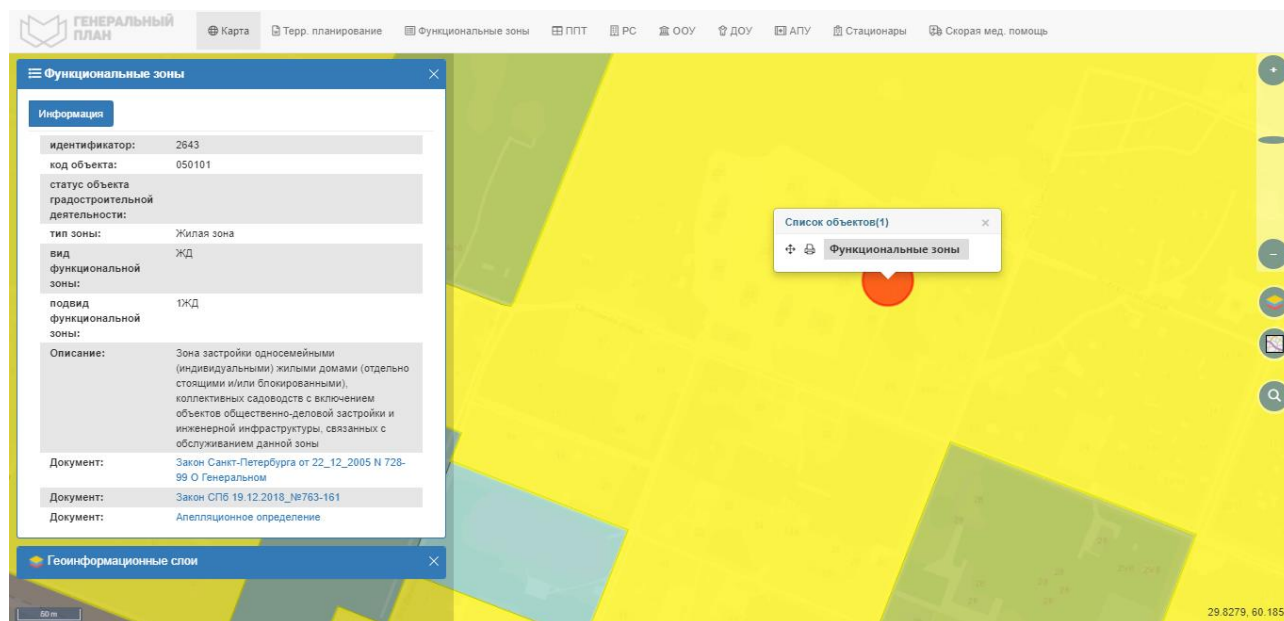 ГЕНЕРАЛЬНЫЙ
ПЛАН
Карта
Терр. планирование
Функциональные зоны
ППТ
РС
ООУ
ДОУ
АПУ
Стационары
Скорая мед. помощь
Функциональные зоны
Информация
идентификатор: 2643
код объекта: 050101
статус объекта
градостроительной
деятельности:
тип зоны: Жилая зона
вид ЖД
функциональной
зоны:
подвид 1ЖД
функциональной
зоны:
Описание: Зона застройки односемейными
(индивидуальными) жилыми домами (отдельно
стоящими и/или блокированными),
коллективных садоводств с включением
объектов общественно-деловой застройки и
инженерной инфраструктуры, связанных с
обслуживанием данной зоны
Документ: Закон Санкт-Петербурга от 22_12_2005 N 728-
99 О Генеральном
Документ: Закон СПб 19.12.2018_№763-161
Документ: Апелляционное определение
Геоинформационные слои
50 m
Список объектов(1)
Функциональные зоны
29.8279, 60.185